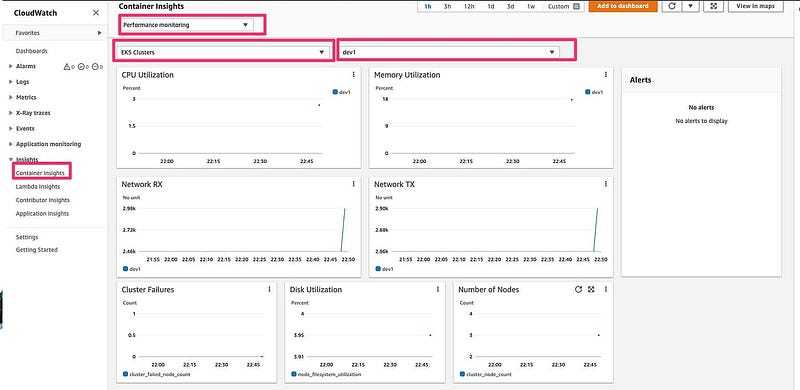 CloudWatch
Favorites
Dashboards
Alarms 0 0 0
Logs
Metrics
X-Ray traces
Events
Application monitoring
Insights
Container Insights
Lambda Insights
Contributor Insights
Application Insights
Settings
Getting Started
Container Insights
1h 3h 12h 1d 3d 1w Custom
Add to dashboard
View in maps
Performance monitoring
EKS Clusters
dev1
CPU Utilization
Percent
dev1
3
1.5
0
22:00 22:15 22:30 22:45
Memory Utilization
Percent
dev1
18
9
0
22:00 22:15 22:30 22:45
Alerts
No alerts
No alerts to display
Network RX
No unit
2.98k
2.73k
2.48k
21:55 22:00 22:05 22:10 22:15 22:20 22:25 22:30 22:35 22:40 22:45 22:50
dev1
Network TX
No unit
2.90k
2.88k
2.86k
21:55 22:00 22:05 22:10 22:15 22:20 22:25 22:30 22:35 22:40 22:45 22:50
dev1
Cluster Failures
Count
1
0.5
0
22:00 22:15 22:30 22:45
cluster_failed_node_count
Disk Utilization
Percent
4
3.95
3.91
22:00 22:15 22:30 22:45
node_filesystem_utilization
Number of Nodes
Count
4
3
2
22:00 22:15 22:30 22:45
cluster_node_count